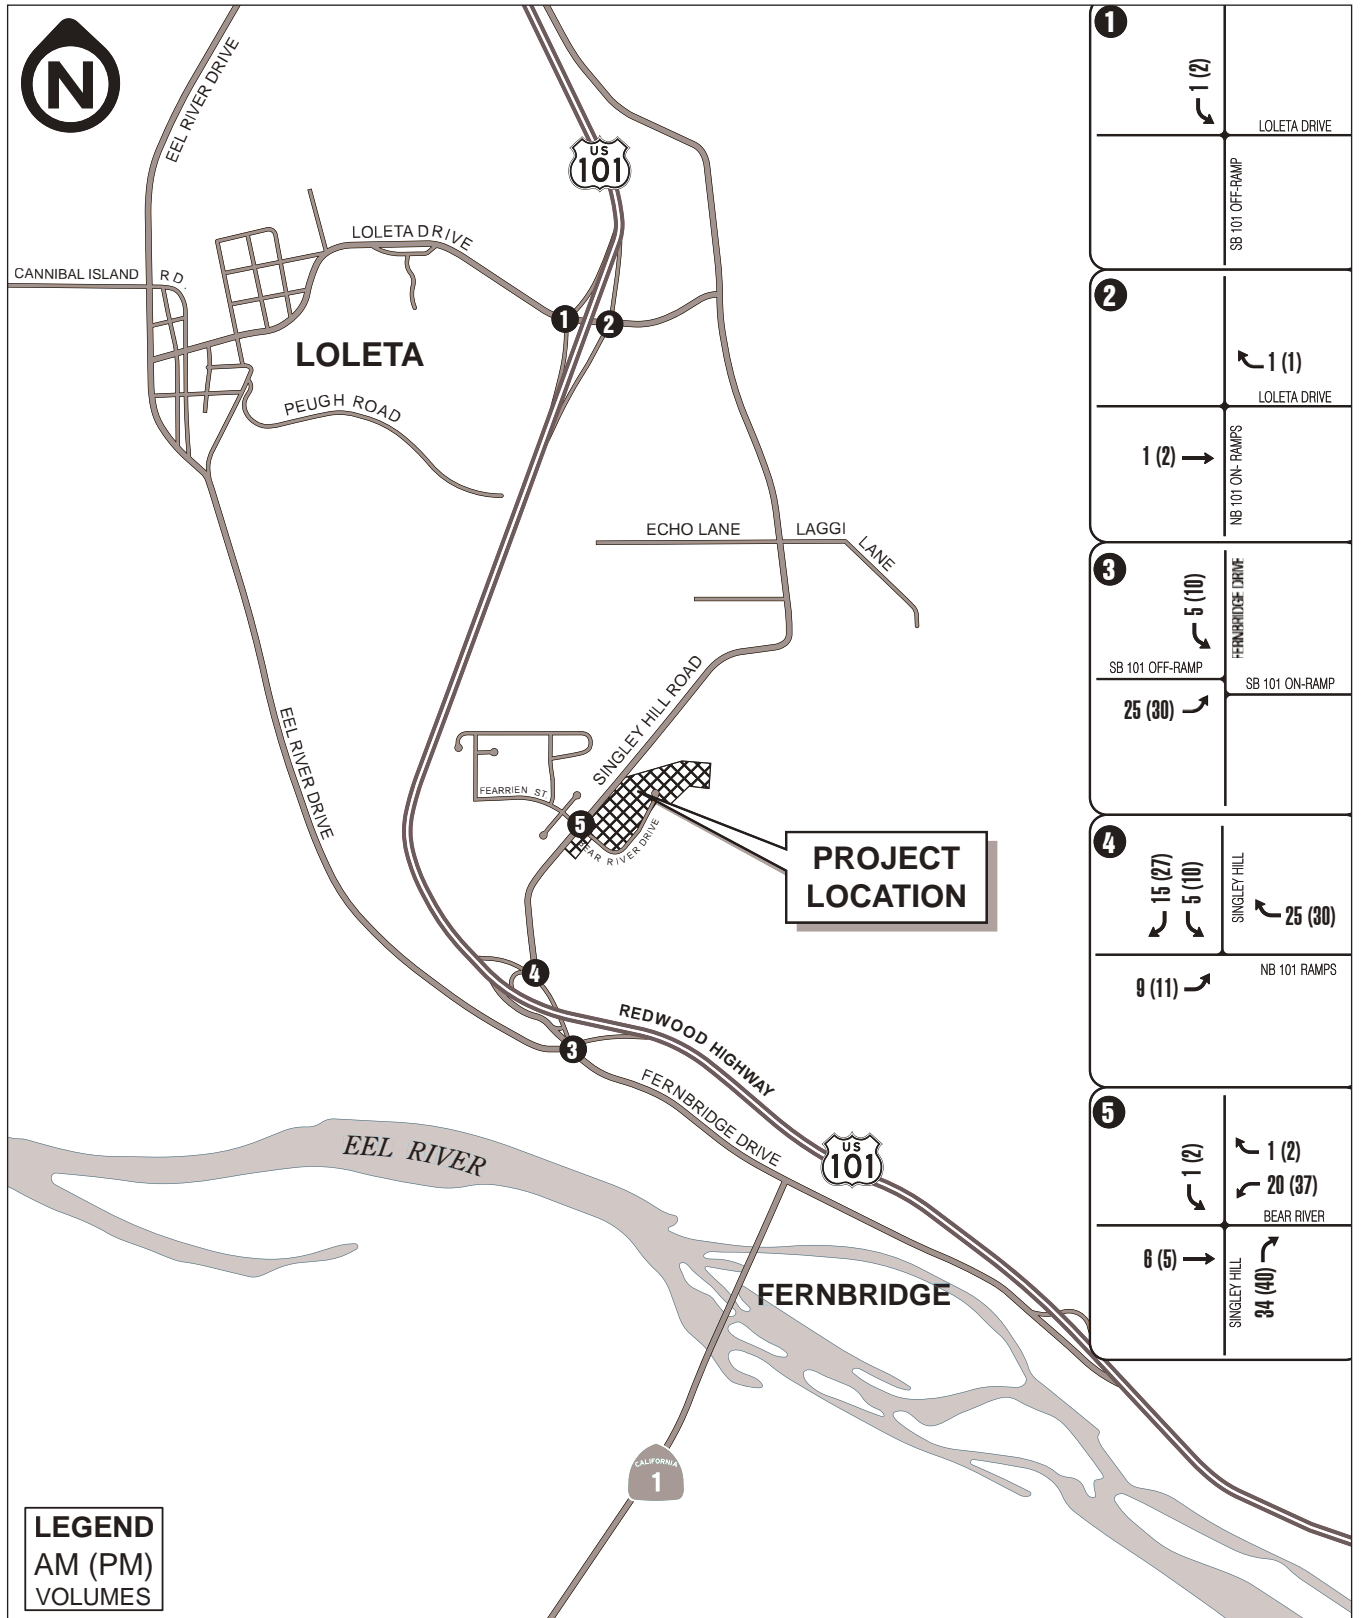 N
EEL RIVER DRIVE
US
101
LOLETA DRIVE
CANNIBAL ISLAND RD.
1
2
LOLETA
PEUGH ROAD
ECHO LANE
LAGGI LANE
SINGLEY HILL ROAD
EEL RIVER DRIVE
FEARRIEN ST.
5
BEAR RIVER DRIVE
PROJECT
LOCATION
4
3
REDWOOD HIGHWAY
FERNBRIDGE DRIVE
EEL RIVER
US
101
FERNBRIDGE
CALIFORNIA
1
LEGEND
AM (PM)
VOLUMES
1
1 (2)
LOLETA DRIVE
SB 101 OFF-RAMP
2
1 (1)
LOLETA DRIVE
1 (2)
NB 101 ON- RAMPS
3
5 (10)
FERNBRIDGE DRIVE
SB 101 OFF-RAMP
SB 101 ON-RAMP
25 (30)
4
15 (27)
5 (10)
SINGLEY HILL
25 (30)
NB 101 RAMPS
9 (11)
5
1 (2)
1 (2)
20 (37)
BEAR RIVER
6 (5)
SINGLEY HILL
34 (40)